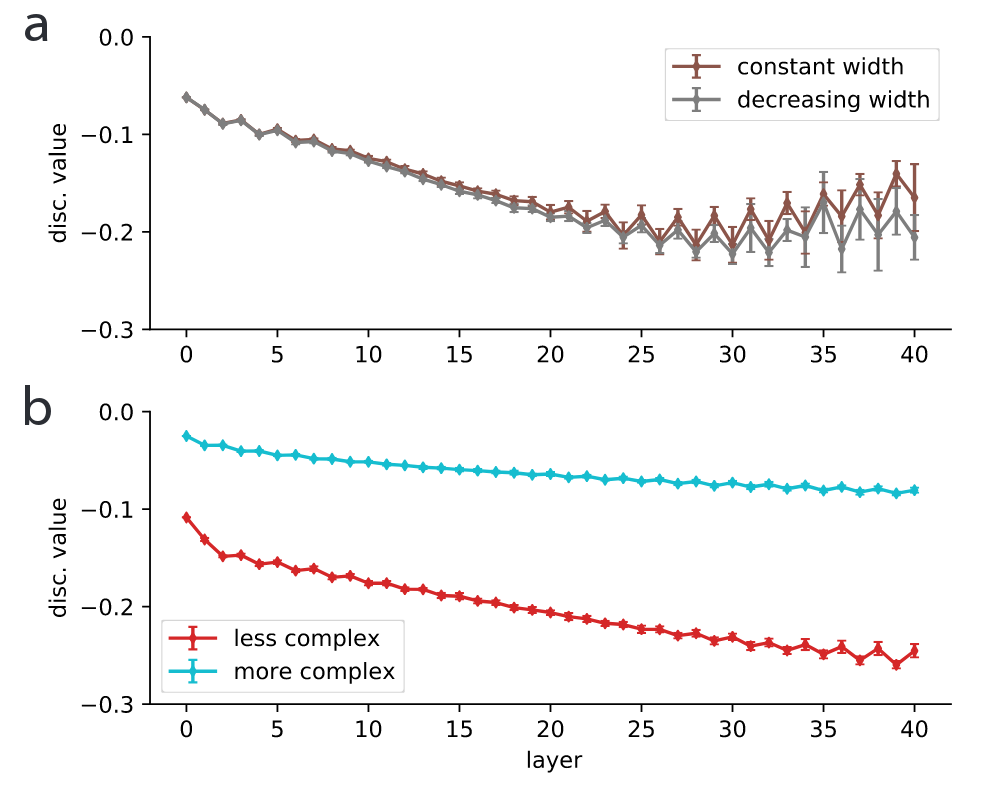 a
0.0
constant width
decreasing width
−0.1
disc. value
−0.2
−0.3
0 5 10 15 20 25 30 35 40
b
0.0
−0.1
disc. value
−0.2
less complex
more complex
−0.3
0 5 10 15 20 25 30 35 40
layer